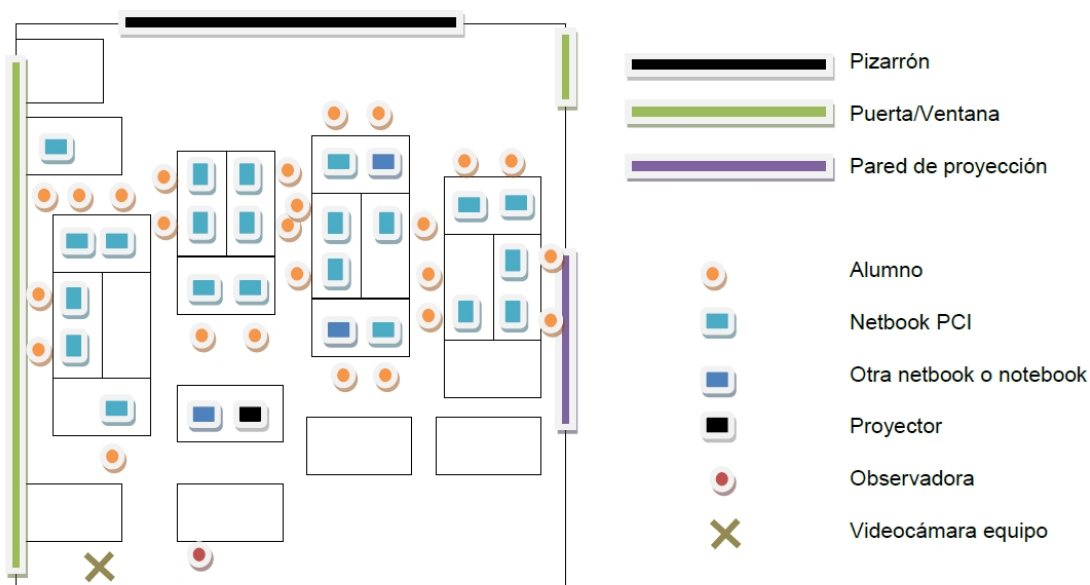 Pizarrón
Puerta/Ventana
Pared de proyección
Alumno
Netbook PCI
Otra netbook o notebook
Proyector
Observadora
Videocámara equipo